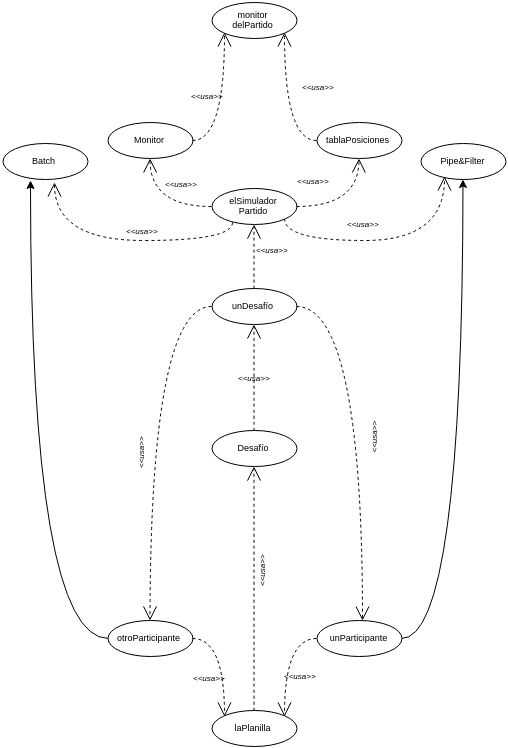 monitor
delPartido
<<usa>>
<<usa>>
Monitor
tablaPosiciones
Batch
Pipe&Filter
<<usa>>
<<usa>>
elSimulador
Partido
<<usa>>
<<usa>>
<<usa>>
unDesafío
<<usa>>
<<usa>>
<<usa>>
Desafío
<<usa>>
otroParticipante
unParticipante
<<usa>>
<<usa>>
laPlanilla